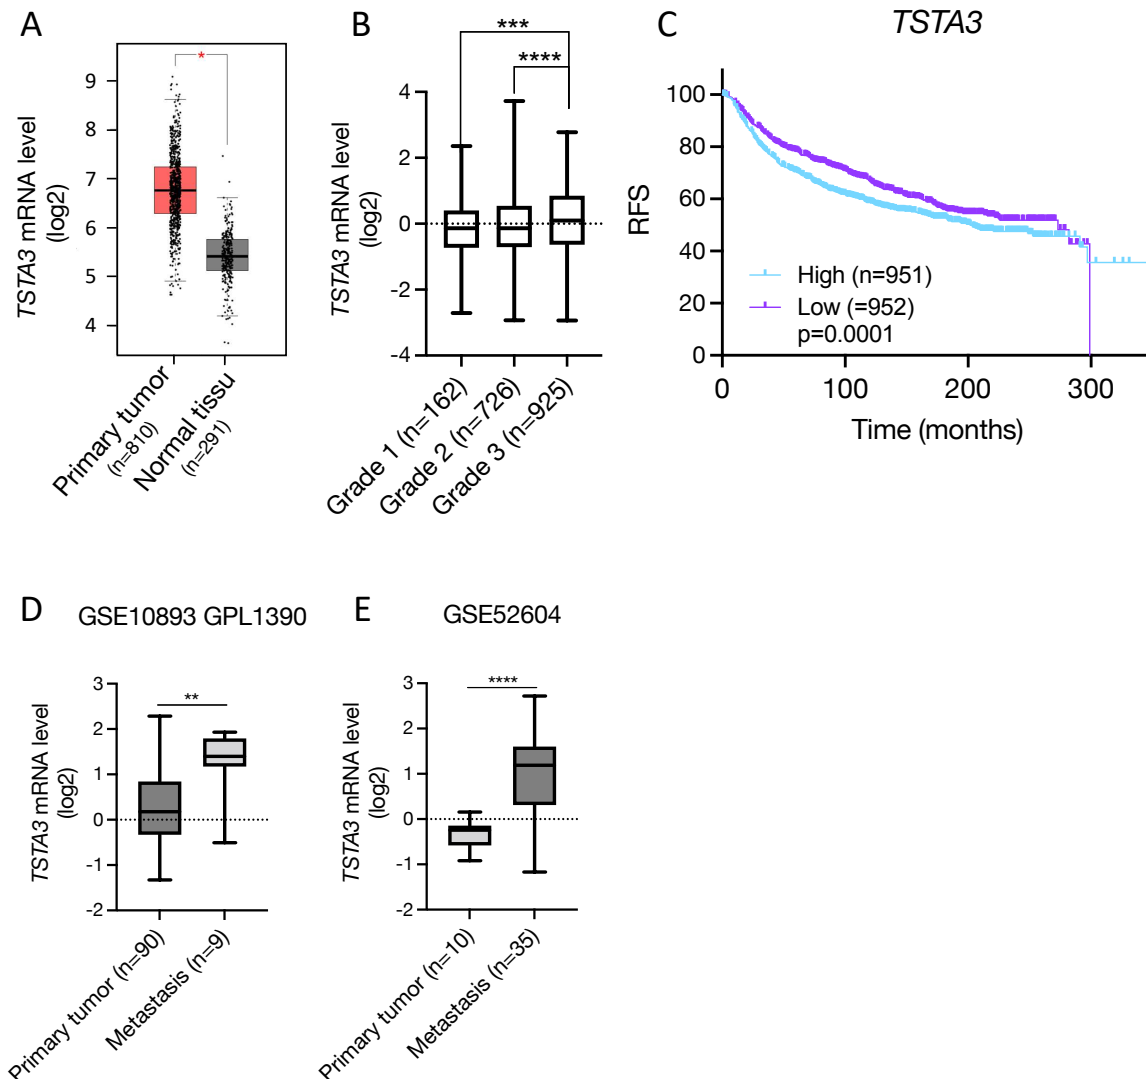 A
*
TSTA3 mRNA level
(log2)
9
8
7
6
5
4
Primary tumor
(n=810)
Normal tissu
(n=291)
B
***
****
TSTA3 mRNA level
(log2)
4
2
0
-2
-4
Grade 1 (n=162)
Grade 2 (n=726)
Grade 3 (n=925)
C
TSTA3
RFS
100
80
60
40
20
0
High (n=951)
Low (=952)
p=0.0001
0
100
200
300
Time (months)
D
GSE10893 GPL1390
**
TSTA3 mRNA level
(log2)
3
2
1
0
-1
-2
Primary tumor (n=90)
Metastasis (n=9)
E
GSE52604
****
TSTA3 mRNA level
(log2)
3
2
1
0
-1
-2
Primary tumor (n=10)
Metastasis (n=35)